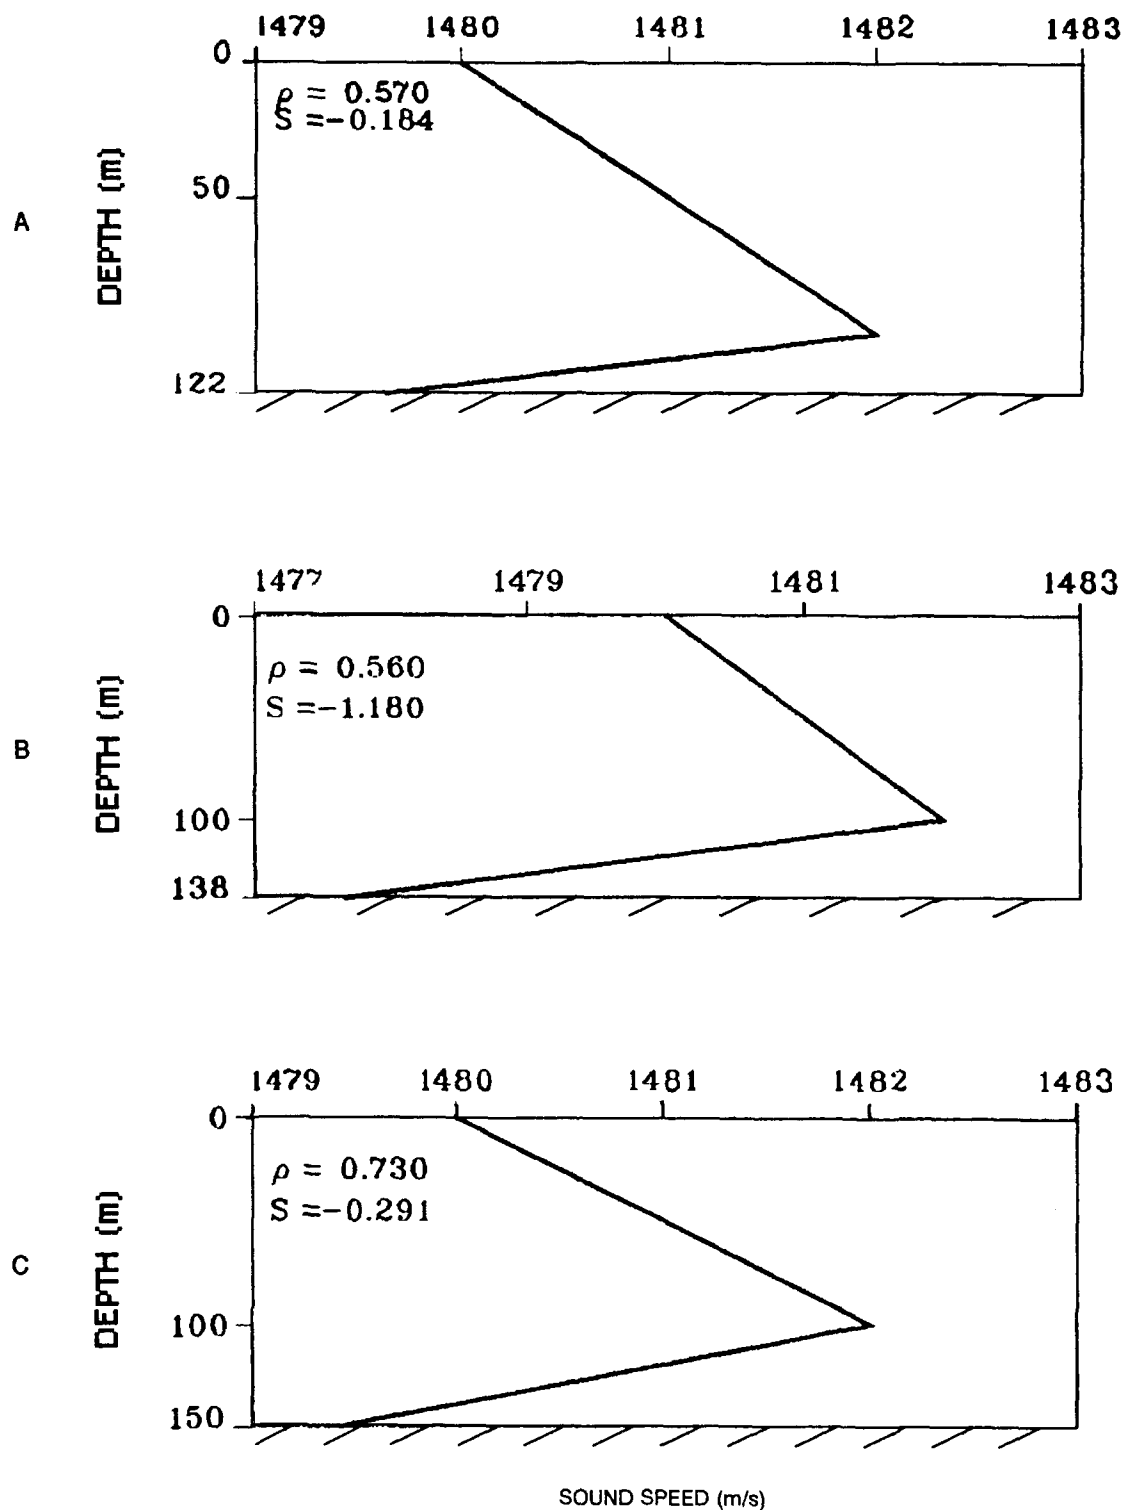 1479 1480 1481 1482 1483
0
ρ = 0.570
S =-0.184
50
A
DEPTH (m)
122
1477 1479 1481 1483
0
ρ = 0.560
S =-1.180
B
DEPTH (m)
100
138
1479 1480 1481 1482 1483
0
ρ = 0.730
S =-0.291
C
DEPTH (m)
100
150
SOUND SPEED (m/s)